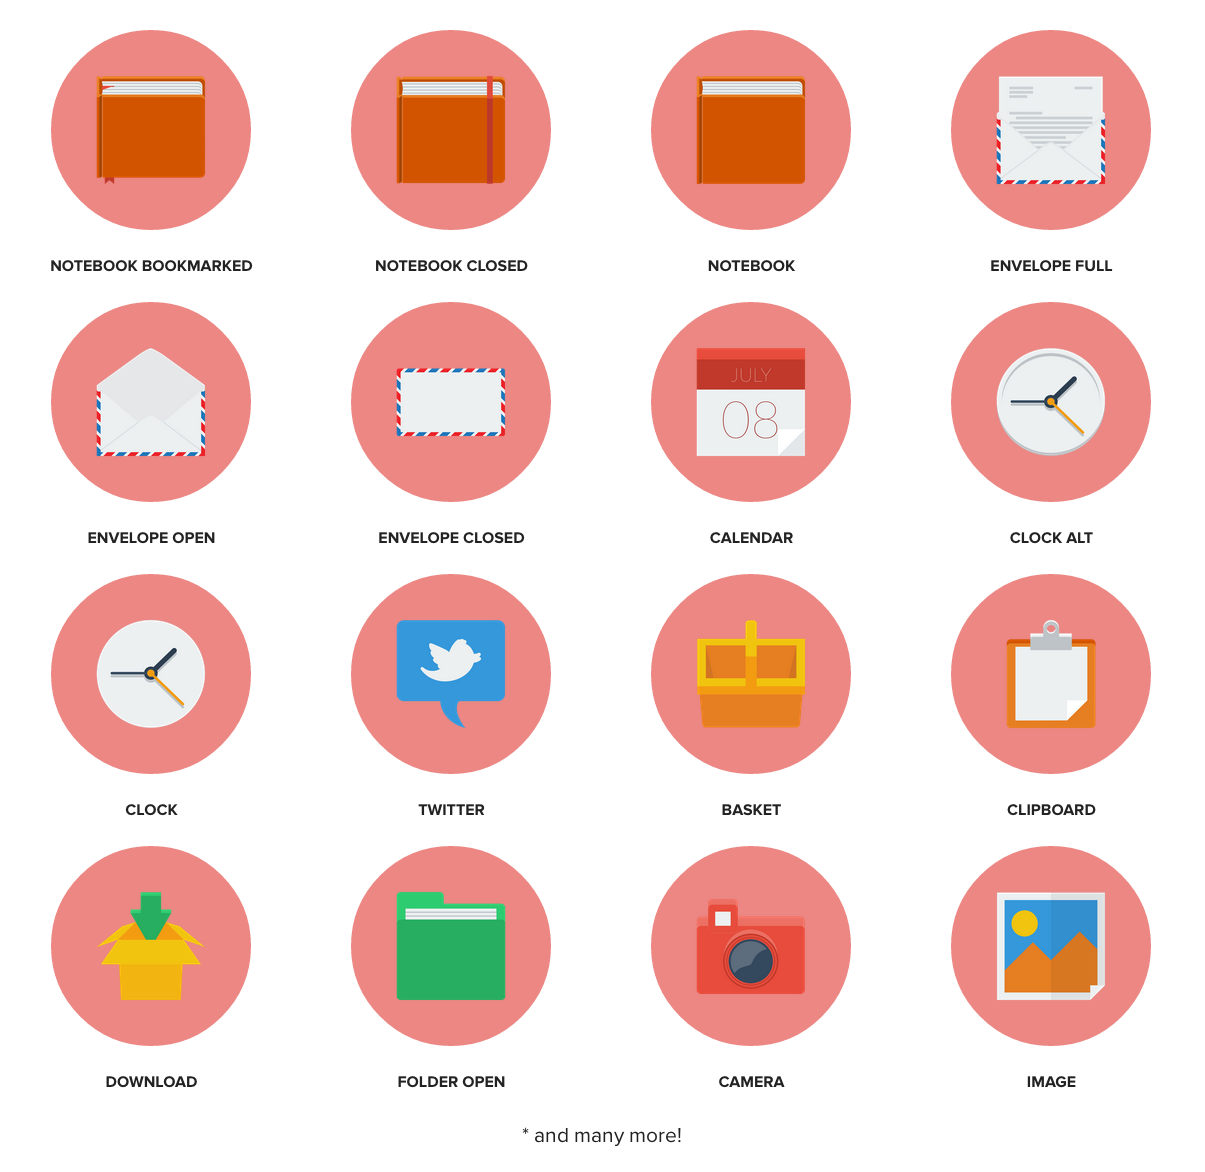 NOTEBOOK BOOKMARKED
NOTEBOOK CLOSED
NOTEBOOK
ENVELOPE FULL
ENVELOPE OPEN
ENVELOPE CLOSED
JULY
08
CALENDAR
CLOCK ALT
CLOCK
TWITTER
BASKET
CLIPBOARD
DOWNLOAD
FOLDER OPEN
CAMERA
IMAGE
* and many more!